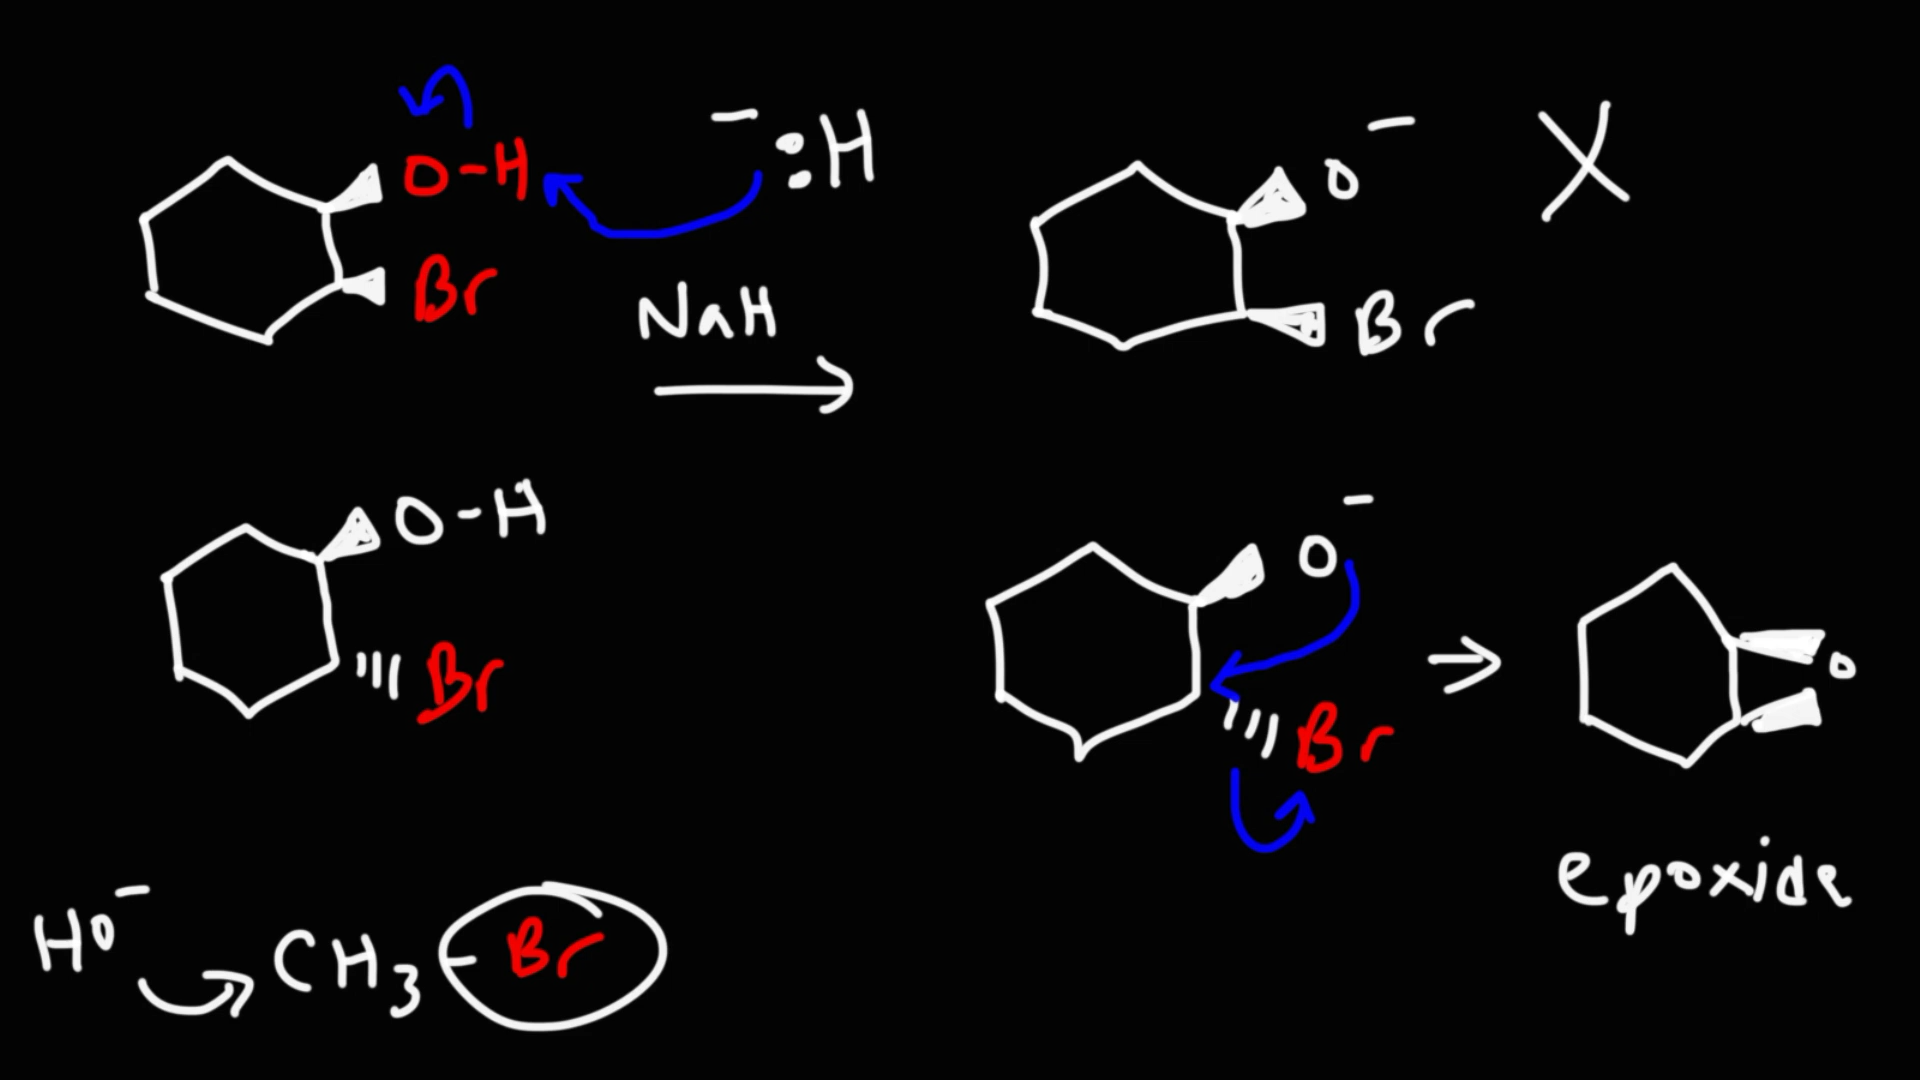 O-H
⁻:H
O⁻
X
Br
NaH
Br
O-H
O⁻
Br
Br
O
epoxide
HO⁻
CH₃-Br